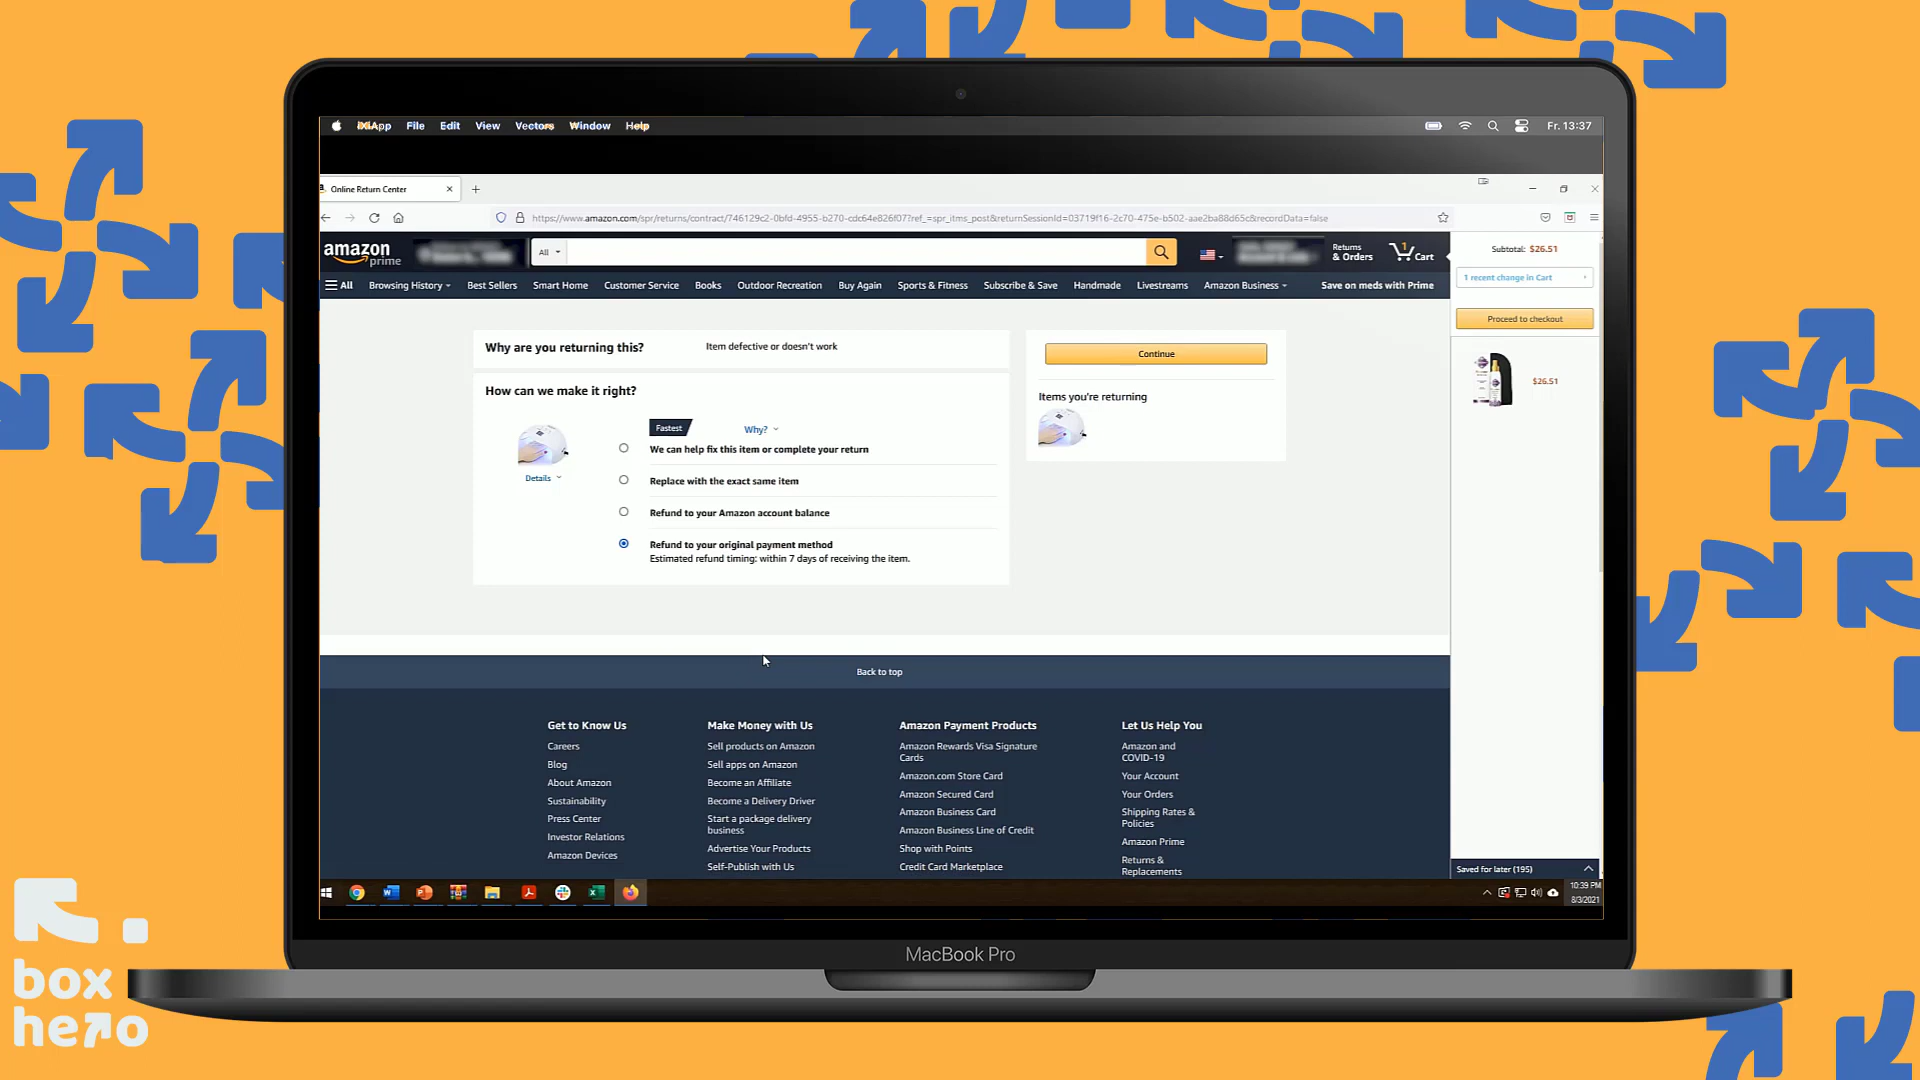 File Edit View Vectors Window Help
Fr. 13:37
Online Return Center
https://www.amazon.com/spr/returns/contract/746129c2-0bfd-4955-b270-cdc64e826f07?ref_=spr_itms_post&returnSessionId=03719f16-2c70-475e-b502-aae2ba88d65c&recordData=false
amazon
prime
All
Returns
& Orders
1
Cart
All
Browsing History
Best Sellers
Smart Home
Customer Service
Books
Outdoor Recreation
Buy Again
Sports & Fitness
Subscribe & Save
Handmade
Livestreams
Amazon Business
Save on meds with Prime
Subtotal: $26.51
1 recent change in Cart
Proceed to checkout
$26.51
Saved for later (195)
Why are you returning this?
Item defective or doesn't work
How can we make it right?
Details
Fastest
Why?
We can help fix this item or complete your return
Replace with the exact same item
Refund to your Amazon account balance
Refund to your original payment method
Estimated refund timing: within 7 days of receiving the item.
Continue
Items you're returning
Back to top
Get to Know Us
Careers
Blog
About Amazon
Sustainability
Press Center
Investor Relations
Amazon Devices
Make Money with Us
Sell products on Amazon
Sell apps on Amazon
Become an Affiliate
Become a Delivery Driver
Start a package delivery
business
Advertise Your Products
Self-Publish with Us
Amazon Payment Products
Amazon Rewards Visa Signature
Cards
Amazon.com Store Card
Amazon Secured Card
Amazon Business Card
Amazon Business Line of Credit
Shop with Points
Credit Card Marketplace
Let Us Help You
Amazon and
COVID-19
Your Account
Your Orders
Shipping Rates &
Policies
Amazon Prime
Returns &
Replacements
10:39 PM
8/3/2021
MacBook Pro
box
hero